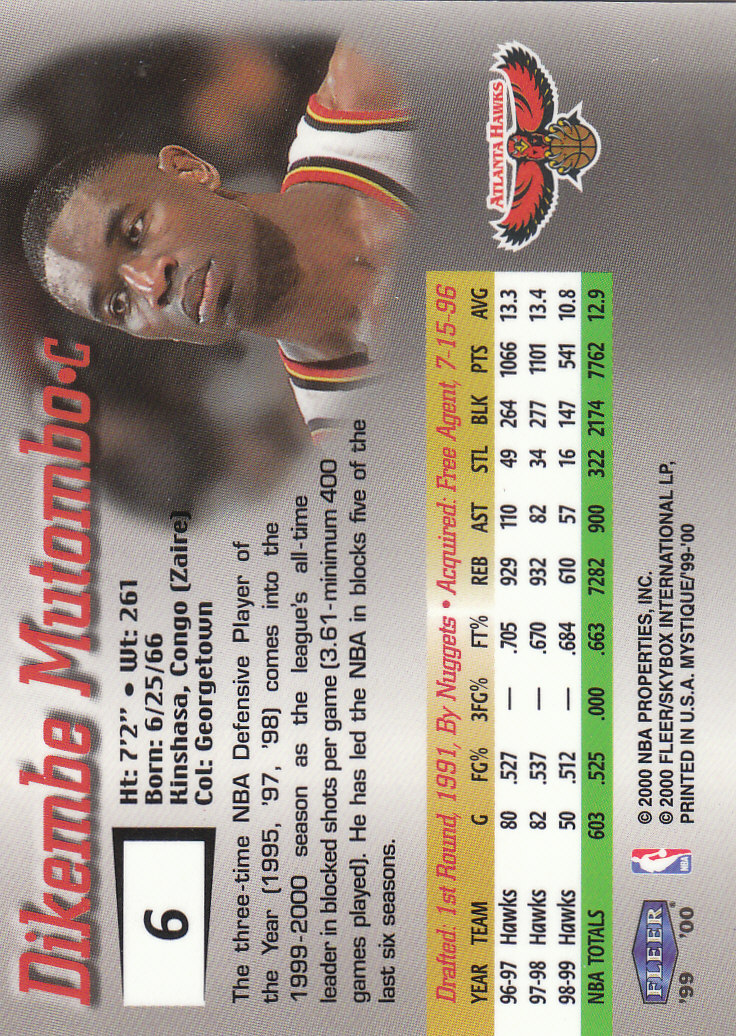 Dikembe Mutombo•C
6
Ht: 7'2" • Wt: 261
Born: 6/25/66
Kinshasa, Congo (Zaire)
Col: Georgetown
The three-time NBA Defensive Player of
the Year (1995, '97, '98) comes into the
1999-2000 season as the league's all-time
leader in blocked shots per game (3.61-minimum 400
games played). He has led the NBA in blocks five of the
last six seasons.
ATLANTA HAWKS
Drafted: 1st Round, 1991, By Nuggets • Acquired: Free Agent, 7-15-96
YEAR TEAM G FG% 3FG% FT% REB AST STL BLK PTS AVG
96-97 Hawks 80 .527 — .705 929 110 49 264 1066 13.3
97-98 Hawks 82 .537 — .670 932 82 34 277 1101 13.4
98-99 Hawks 50 .512 — .684 610 57 16 147 541 10.8
NBA TOTALS 603 .525 .000 .663 7282 900 322 2174 7762 12.9
FLEER®
'99 '00
NBA
© 2000 NBA PROPERTIES, INC.
© 2000 FLEER/SKYBOX INTERNATIONAL LP,
PRINTED IN U.S.A. MYSTIQUE/'99-'00